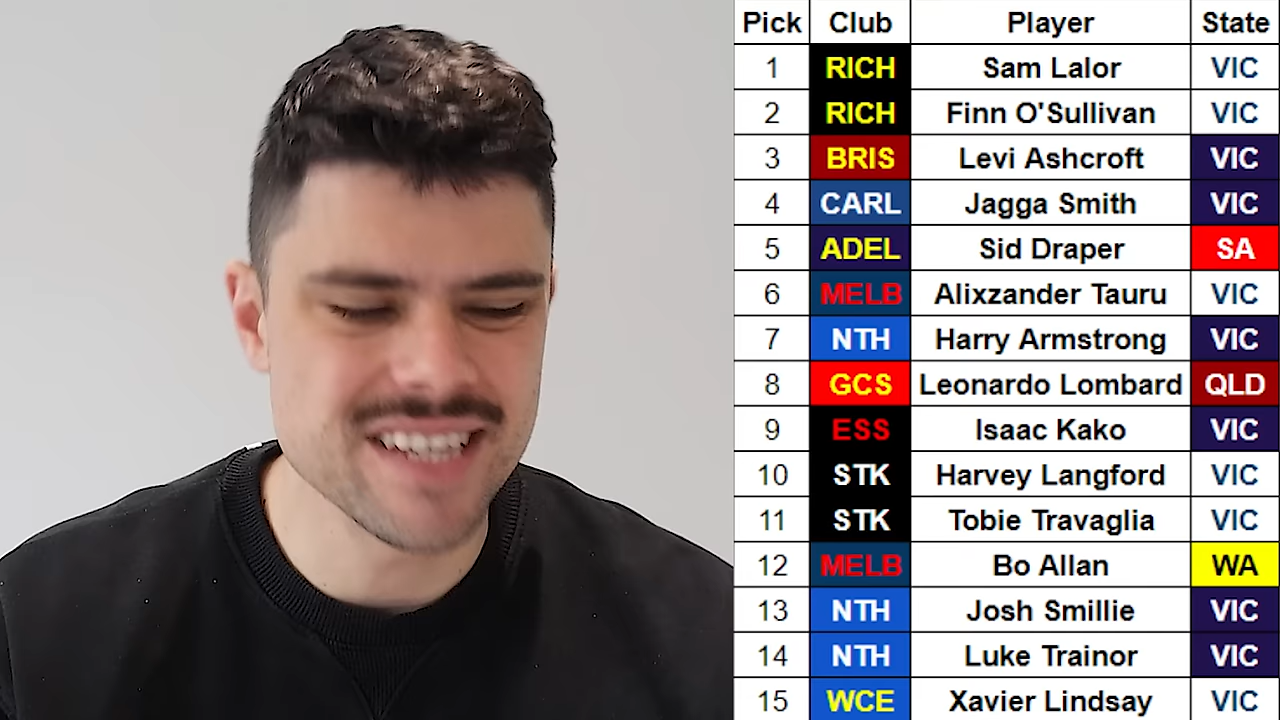 Pick Club Player State
1 RICH Sam Lalor VIC
2 RICH Finn O'Sullivan VIC
3 BRIS Levi Ashcroft VIC
4 CARL Jagga Smith VIC
5 ADEL Sid Draper SA
6 MELB Alixzander Tauru VIC
7 NTH Harry Armstrong VIC
8 GCS Leonardo Lombard QLD
9 ESS Isaac Kako VIC
10 STK Harvey Langford VIC
11 STK Tobie Travaglia VIC
12 MELB Bo Allan WA
13 NTH Josh Smillie VIC
14 NTH Luke Trainor VIC
15 WCE Xavier Lindsay VIC